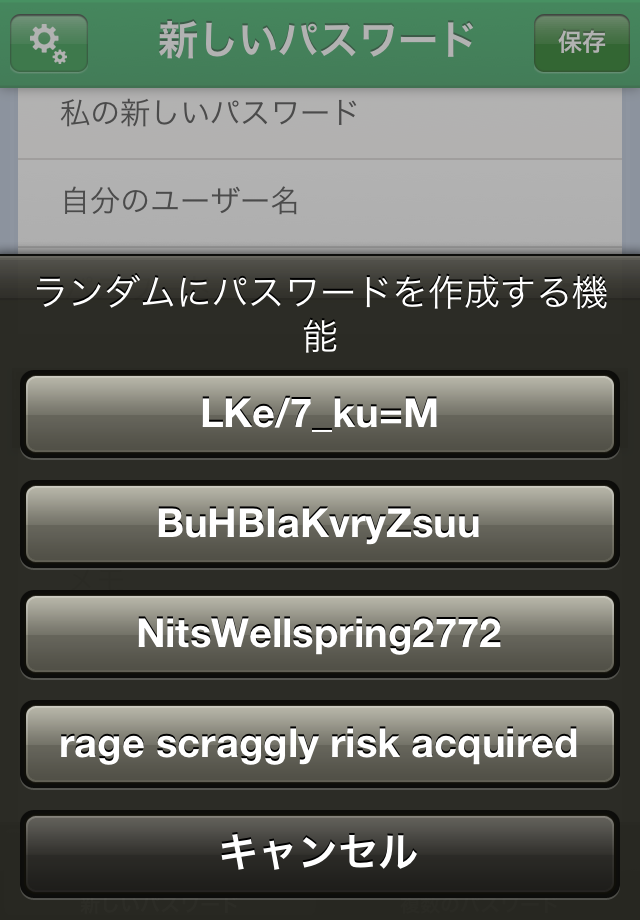 新しいパスワード
保存
私の新しいパスワード
自分のユーザー名
ランダムにパスワードを作成する機
能
LKe/7_ku=M
BuHBIaKvryZsuu
NitsWellspring2772
rage scraggly risk acquired
キャンセル